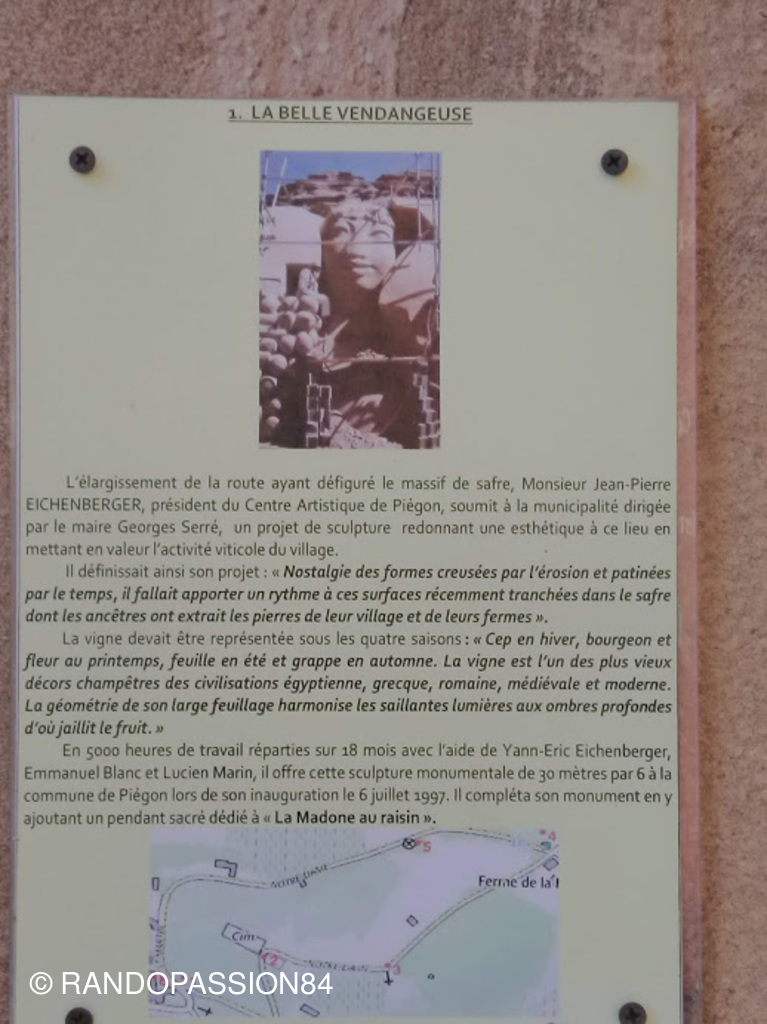 1. LA BELLE VENDANGEUSE
L'élargissement de la route ayant défiguré le massif de safre, Monsieur Jean-Pierre
EICHENBERGER, président du Centre Artistique de Piégon, soumit à la municipalité dirigée
par le maire Georges Serré, un projet de sculpture redonnant une esthétique à ce lieu en
mettant en valeur l'activité viticole du village.
Il définissait ainsi son projet : « Nostalgie des formes creusées par l'érosion et patinées
par le temps, il fallait apporter un rythme à ces surfaces récemment tranchées dans le safre
dont les ancêtres ont extrait les pierres de leur village et de leurs fermes ».
La vigne devait être représentée sous les quatre saisons : « Cep en hiver, bourgeon et
fleur au printemps, feuille en été et grappe en automne. La vigne est l'un des plus vieux
décors champêtres des civilisations égyptienne, grecque, romaine, médiévale et moderne.
La géométrie de son large feuillage harmonise les saillantes lumières aux ombres profondes
d'où jaillit le fruit. »
En 5000 heures de travail réparties sur 18 mois avec l'aide de Yann-Eric Eichenberger,
Emmanuel Blanc et Lucien Marin, il offre cette sculpture monumentale de 30 mètres par 6 à la
commune de Piégon lors de son inauguration le 6 juillet 1997. Il compléta son monument en y
ajoutant un pendant sacré dédié à « La Madone au raisin ».
5
4
NOTRE DAME
Ferme de la
Cim
2
3
© RANDOPASSION84